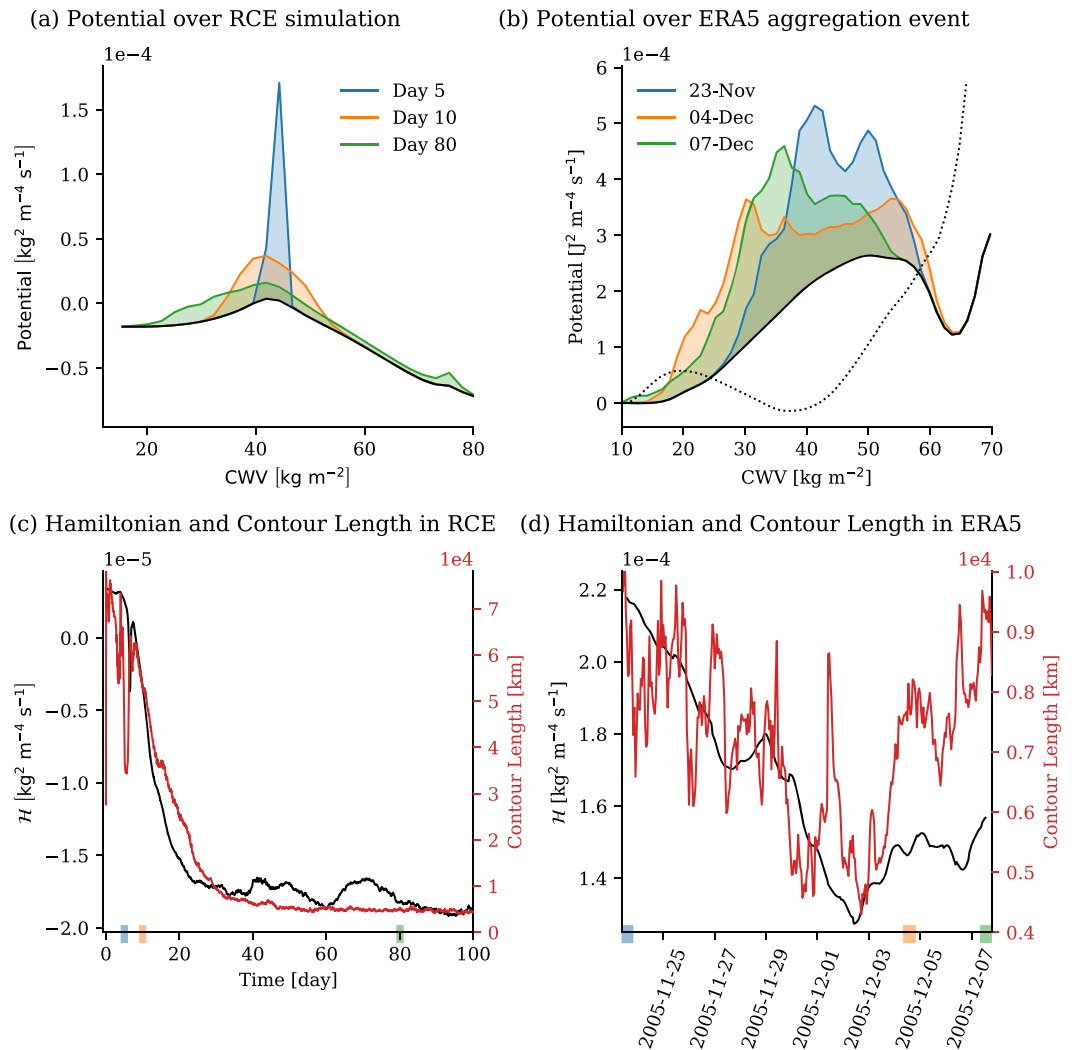 (a) Potential over RCE simulation
(b) Potential over ERA5 aggregation event
1e−4
1e−4
Day 5
Day 10
Day 80
23-Nov
04-Dec
07-Dec
1.5
1.0
0.5
0.0
−0.5
Potential [kg² m⁻⁴ s⁻¹]
20
40
60
80
CWV [kg m⁻²]
6
5
4
3
2
1
0
Potential [J² m⁻⁴ s⁻¹]
10
20
30
40
50
60
70
CWV [kg m⁻²]
(c) Hamiltonian and Contour Length in RCE
(d) Hamiltonian and Contour Length in ERA5
1e−5
1e4
1e−4
1e4
0.0
−0.5
−1.0
−1.5
−2.0
ℋ [kg² m⁻⁴ s⁻¹]
7
6
5
4
3
2
1
0
Contour Length [km]
0
20
40
60
80
100
Time [day]
2.2
2.0
1.8
1.6
1.4
ℋ [kg² m⁻⁴ s⁻¹]
1.0
0.9
0.8
0.7
0.6
0.5
0.4
Contour Length [km]
2005-11-25
2005-11-27
2005-11-29
2005-12-01
2005-12-03
2005-12-05
2005-12-07